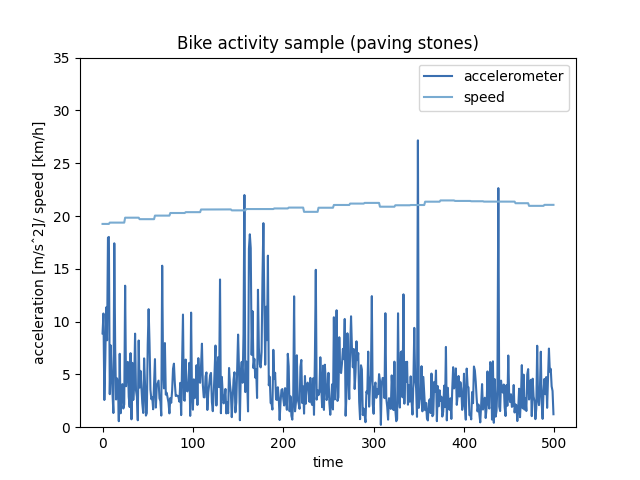 Bike activity sample (paving stones)
accelerometer
speed
acceleration [m/s^2]/ speed [km/h]
35
30
25
20
15
10
5
0
0 100 200 300 400 500
time